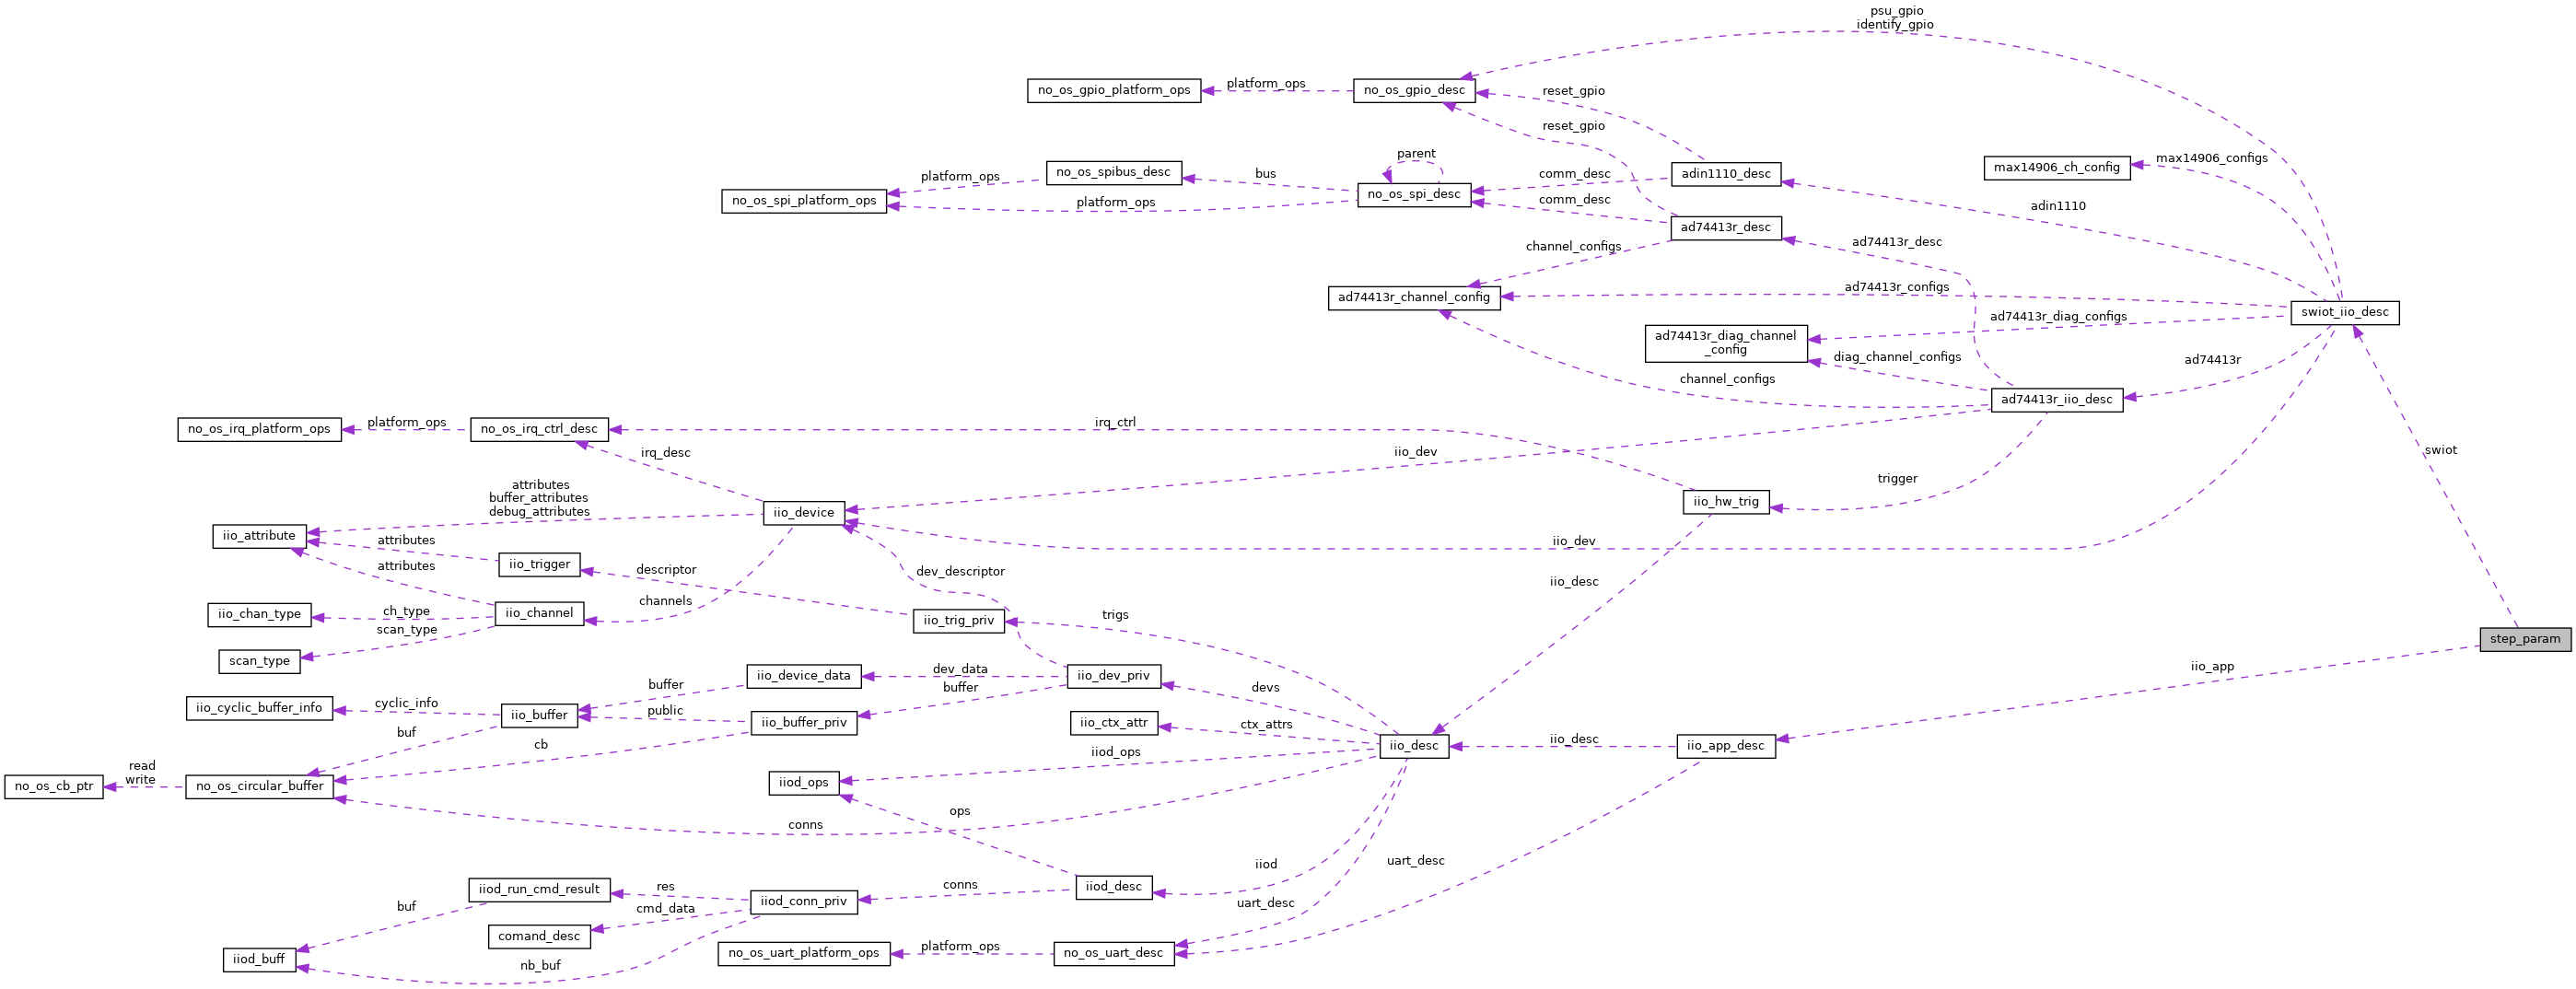 psu_gpio
identify_gpio
no_os_gpio_platform_ops
platform_ops
no_os_gpio_desc
reset_gpio
reset_gpio
parent
max14906_ch_config
max14906_configs
no_os_spibus_desc
platform_ops
bus
comm_desc
adin1110_desc
no_os_spi_platform_ops
platform_ops
no_os_spi_desc
comm_desc
adin1110
ad74413r_desc
channel_configs
ad74413r_desc
ad74413r_channel_config
ad74413r_configs
swiot_iio_desc
ad74413r_diag_configs
ad74413r_diag_channel
_config
diag_channel_configs
ad74413r
channel_configs
ad74413r_iio_desc
no_os_irq_platform_ops
platform_ops
no_os_irq_ctrl_desc
irq_ctrl
irq_desc
iio_dev
swiot
trigger
attributes
buffer_attributes
debug_attributes
iio_device
iio_hw_trig
iio_attribute
attributes
iio_dev
iio_trigger
attributes
descriptor
dev_descriptor
iio_desc
iio_chan_type
ch_type
iio_channel
channels
scan_type
iio_trig_priv
trigs
step_param
scan_type
iio_device_data
dev_data
iio_dev_priv
iio_app
buffer
buffer
devs
iio_cyclic_buffer_info
cyclic_info
iio_buffer
public
iio_buffer_priv
iio_ctx_attr
ctx_attrs
buf
cb
iiod_ops
iio_desc
iio_desc
iio_app_desc
read
write
no_os_cb_ptr
no_os_circular_buffer
iiod_ops
ops
conns
iiod
uart_desc
iiod_run_cmd_result
res
conns
iiod_desc
buf
cmd_data
iiod_conn_priv
uart_desc
comand_desc
iiod_buff
nb_buf
no_os_uart_platform_ops
platform_ops
no_os_uart_desc